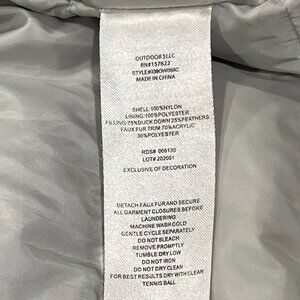 OUTDOOR 5 LLC
RN#157622
MADE IN CHINA
SHELL:100%NYLON
LINING:100%POLYESTER
FILLING:75%DUCK DOWN 25%FEATHERS
FAUX FUR TRIM 70%ACRYLIC
30%POLYESTER
RDS# 006130
LOT# 202001
EXCLUSIVE OF DECORATION
DETACH FAUX FUR AND SECURE
ALL GARMENT CLOSURES BEFORE
LAUNDERING
MACHINE WASH COLD
GENTLE CYCLE SEPARATELY
DO NOT BLEACH
REMOVE PROMPTLY
TUMBLE DRY LOW
DO NOT IRON
DO NOT DRY CLEAN
FOR BEST RESULTS DRY WITH CLEAN
TENNIS BALL